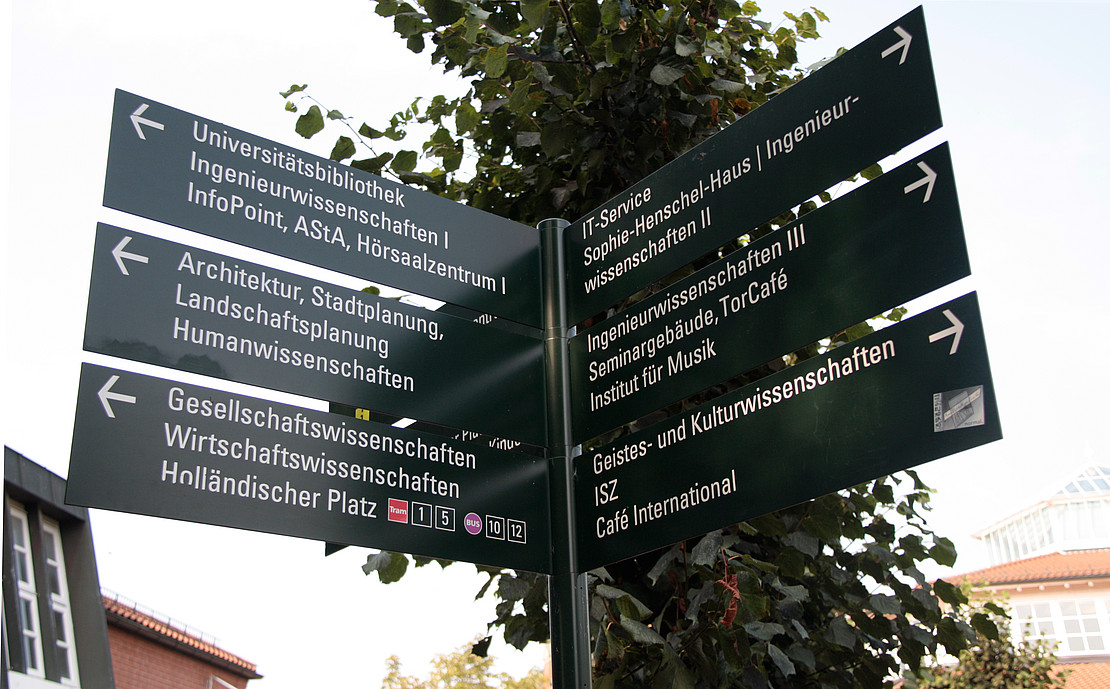 Universitätsbibliothek
Ingenieurwissenschaften I
InfoPoint, AStA, Hörsaalzentrum I
Architektur, Stadtplanung,
Landschaftsplanung
Humanwissenschaften
Gesellschaftswissenschaften
Wirtschaftswissenschaften
Holländischer Platz Tram 1 5 BUS 10 12
IT-Service
Sophie-Henschel-Haus | Ingenieur-
wissenschaften II
Ingenieurwissenschaften III
Seminargebäude, TorCafé
Institut für Musik
Geistes- und Kulturwissenschaften
ISZ
Café International